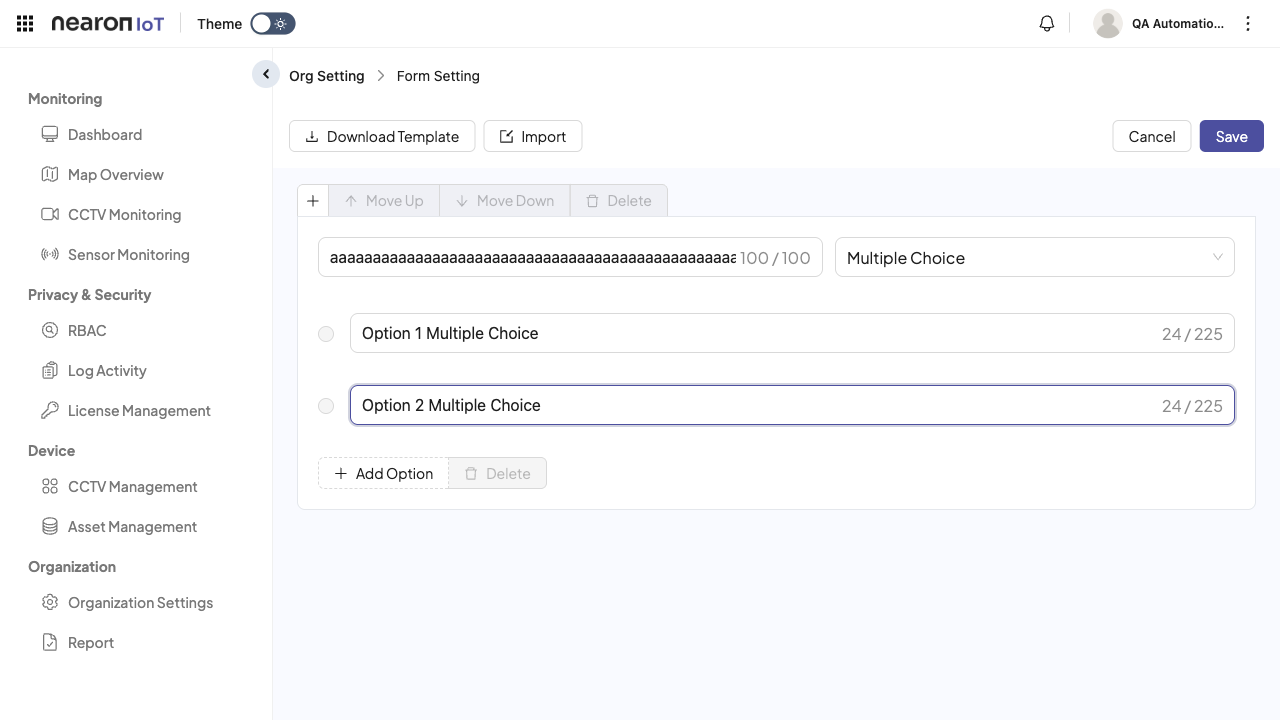 nearon IoT
Theme
QA Automatio...
Org Setting
Form Setting
Download Template
Import
Cancel
Save
Monitoring
Dashboard
Map Overview
CCTV Monitoring
Sensor Monitoring
Privacy & Security
RBAC
Log Activity
License Management
Device
CCTV Management
Asset Management
Organization
Organization Settings
Report
Move Up
Move Down
Delete
aaaaaaaaaaaaaaaaaaaaaaaaaaaaaaaaaaaaaaaaaaaaaaaa 100 / 100
Multiple Choice
Option 1 Multiple Choice 24 / 225
Option 2 Multiple Choice 24 / 225
Add Option
Delete